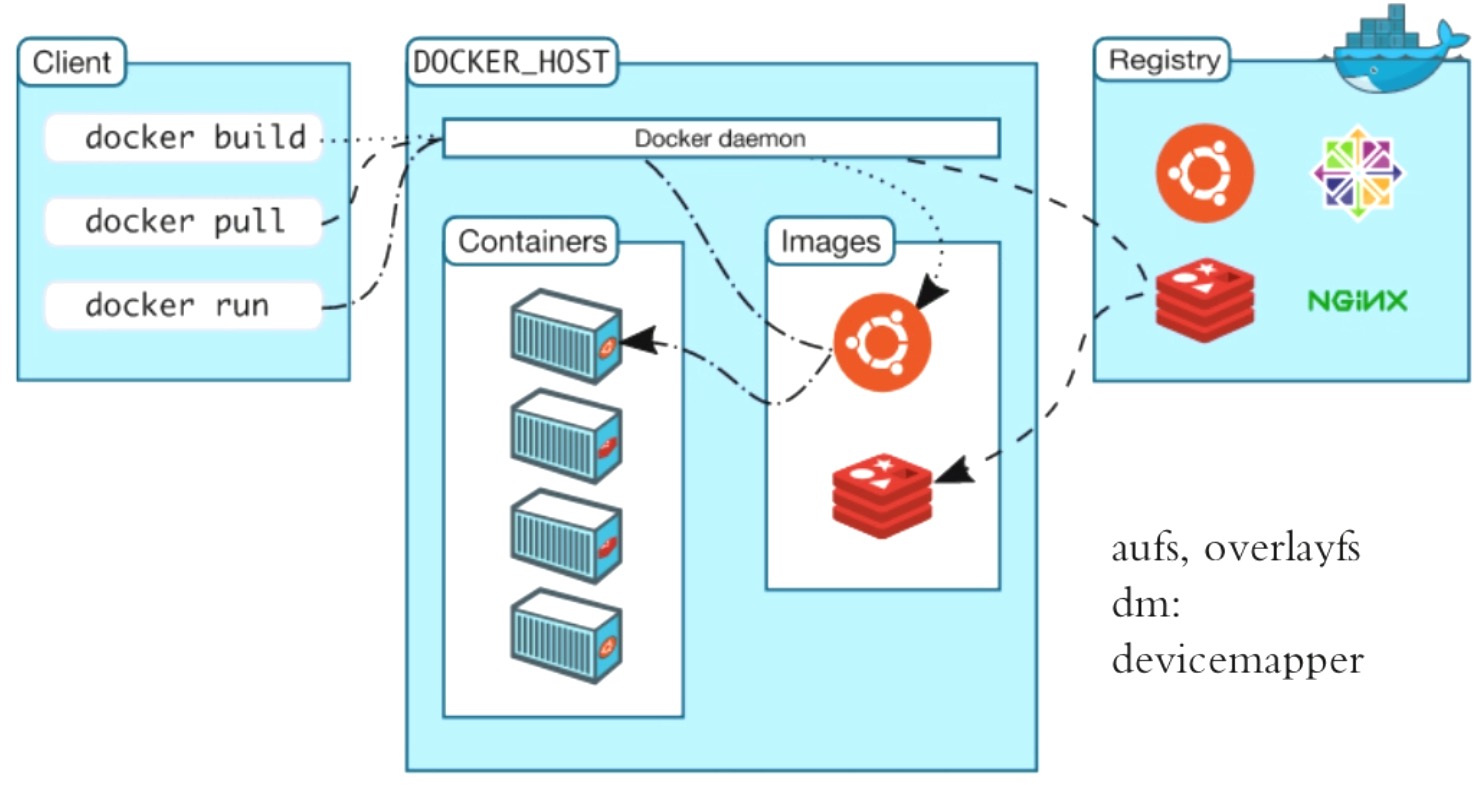 Client
docker build
docker pull
docker run
DOCKER_HOST
Docker daemon
Containers
Images
Registry
NGiNX
aufs, overlayfs
dm:
devicemapper